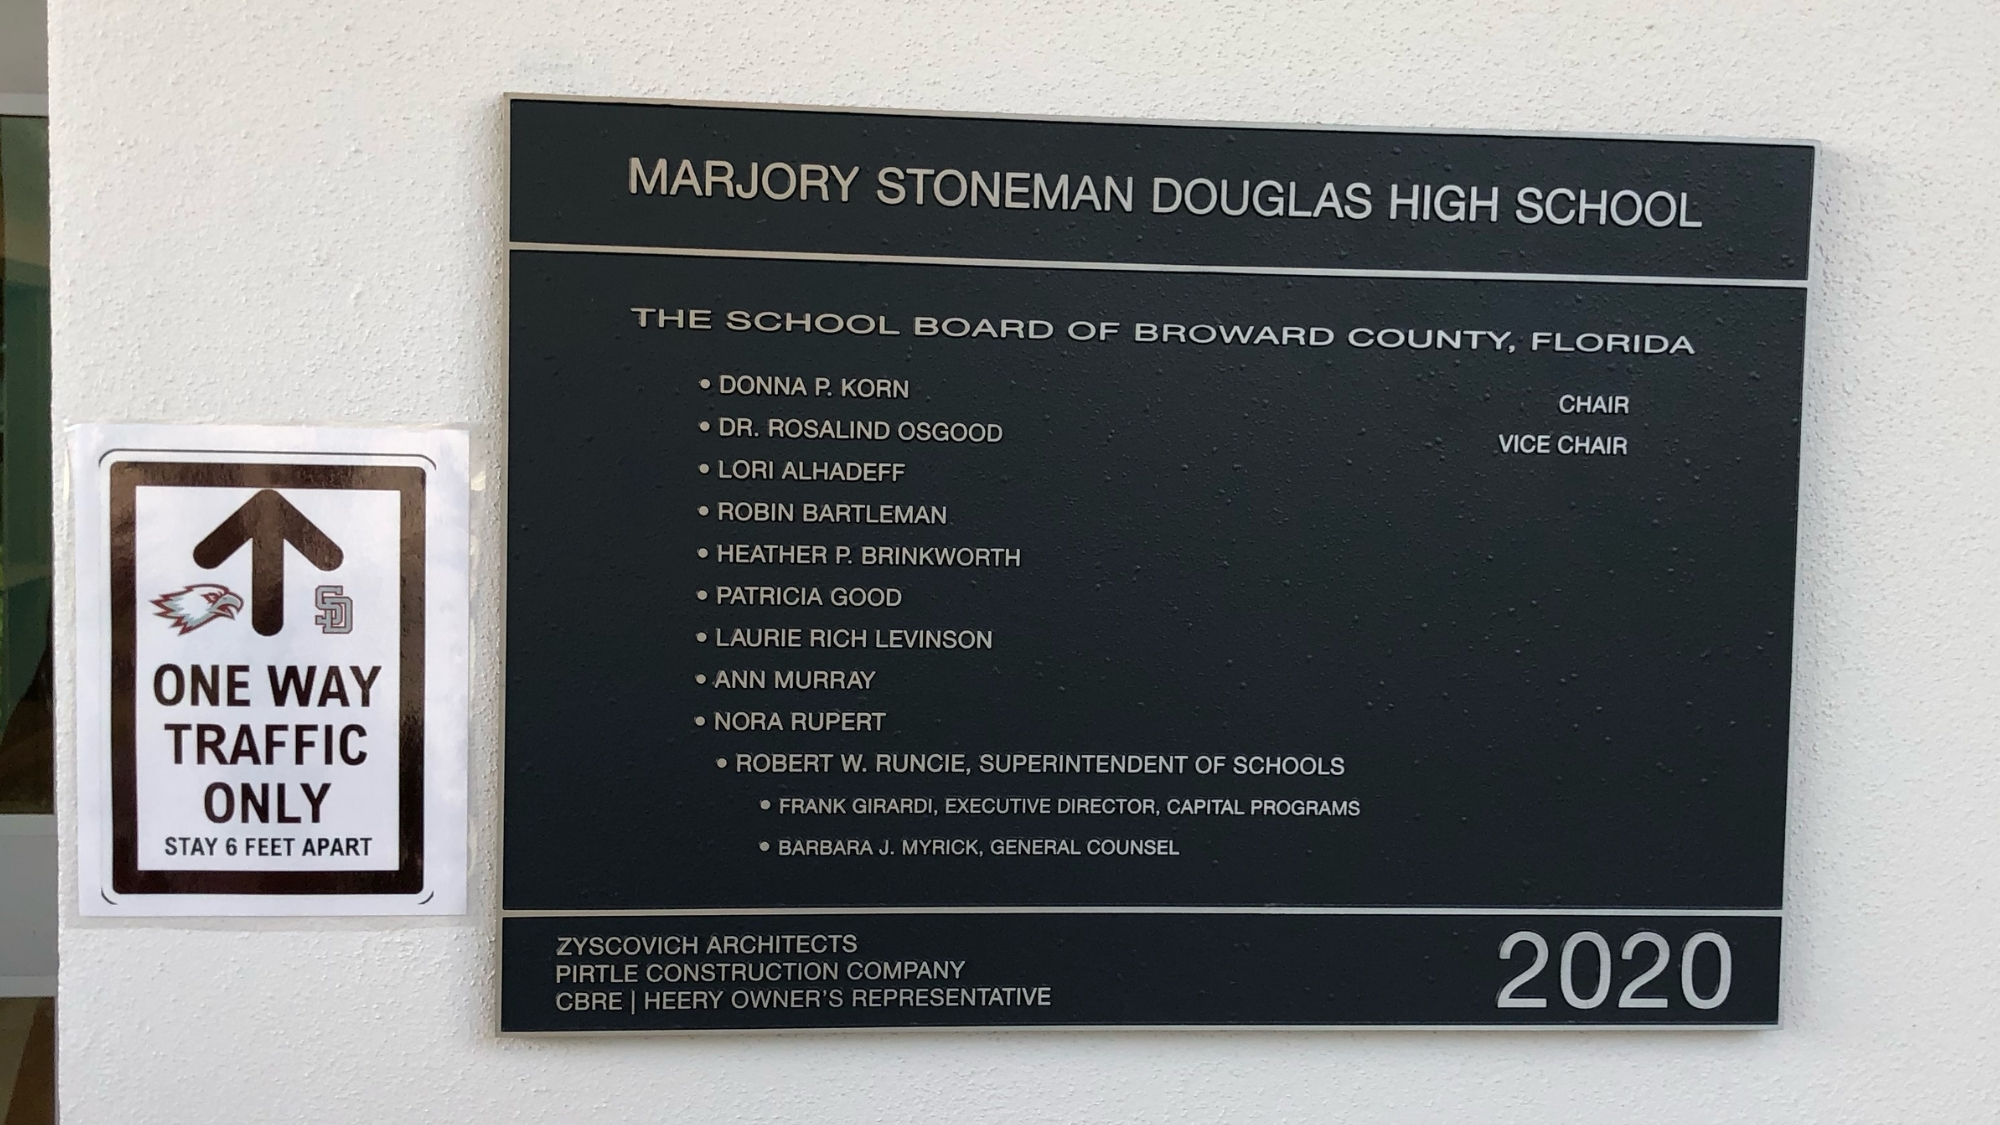 MARJORY STONEMAN DOUGLAS HIGH SCHOOL
THE SCHOOL BOARD OF BROWARD COUNTY, FLORIDA
• DONNA P. KORN CHAIR
• DR. ROSALIND OSGOOD VICE CHAIR
• LORI ALHADEFF
• ROBIN BARTLEMAN
• HEATHER P. BRINKWORTH
• PATRICIA GOOD
• LAURIE RICH LEVINSON
• ANN MURRAY
• NORA RUPERT
• ROBERT W. RUNCIE, SUPERINTENDENT OF SCHOOLS
• FRANK GIRARDI, EXECUTIVE DIRECTOR, CAPITAL PROGRAMS
• BARBARA J. MYRICK, GENERAL COUNSEL
ZYSCOVICH ARCHITECTS
PIRTLE CONSTRUCTION COMPANY
CBRE | HEERY OWNER'S REPRESENTATIVE
2020
SD
ONE WAY
TRAFFIC
ONLY
STAY 6 FEET APART